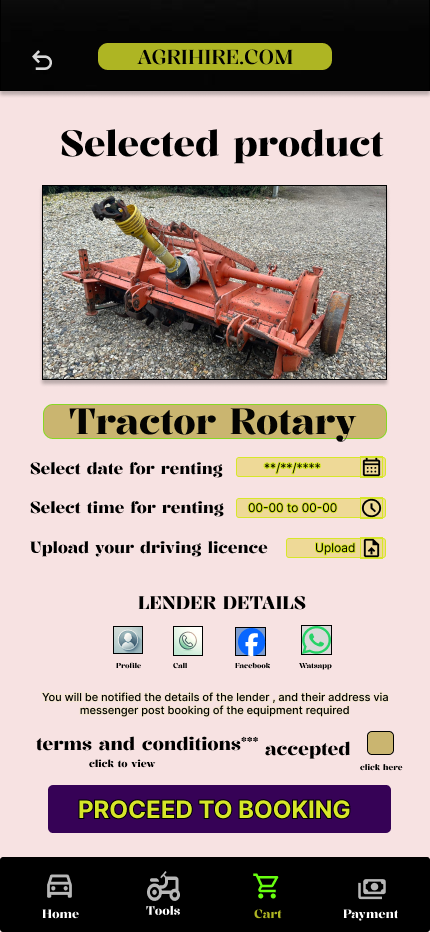 AGRIHIRE.COM
Selected product
Tractor Rotary
Select date for renting **/**/****
Select time for renting 00-00 to 00-00
Upload your driving licence Upload
LENDER DETAILS
Profile Call Facebook Watsapp
You will be notified the details of the lender , and their address via
messenger post booking of the equipment required
terms and conditions*** accepted
click to view click here
PROCEED TO BOOKING
Home Tools Cart Payment